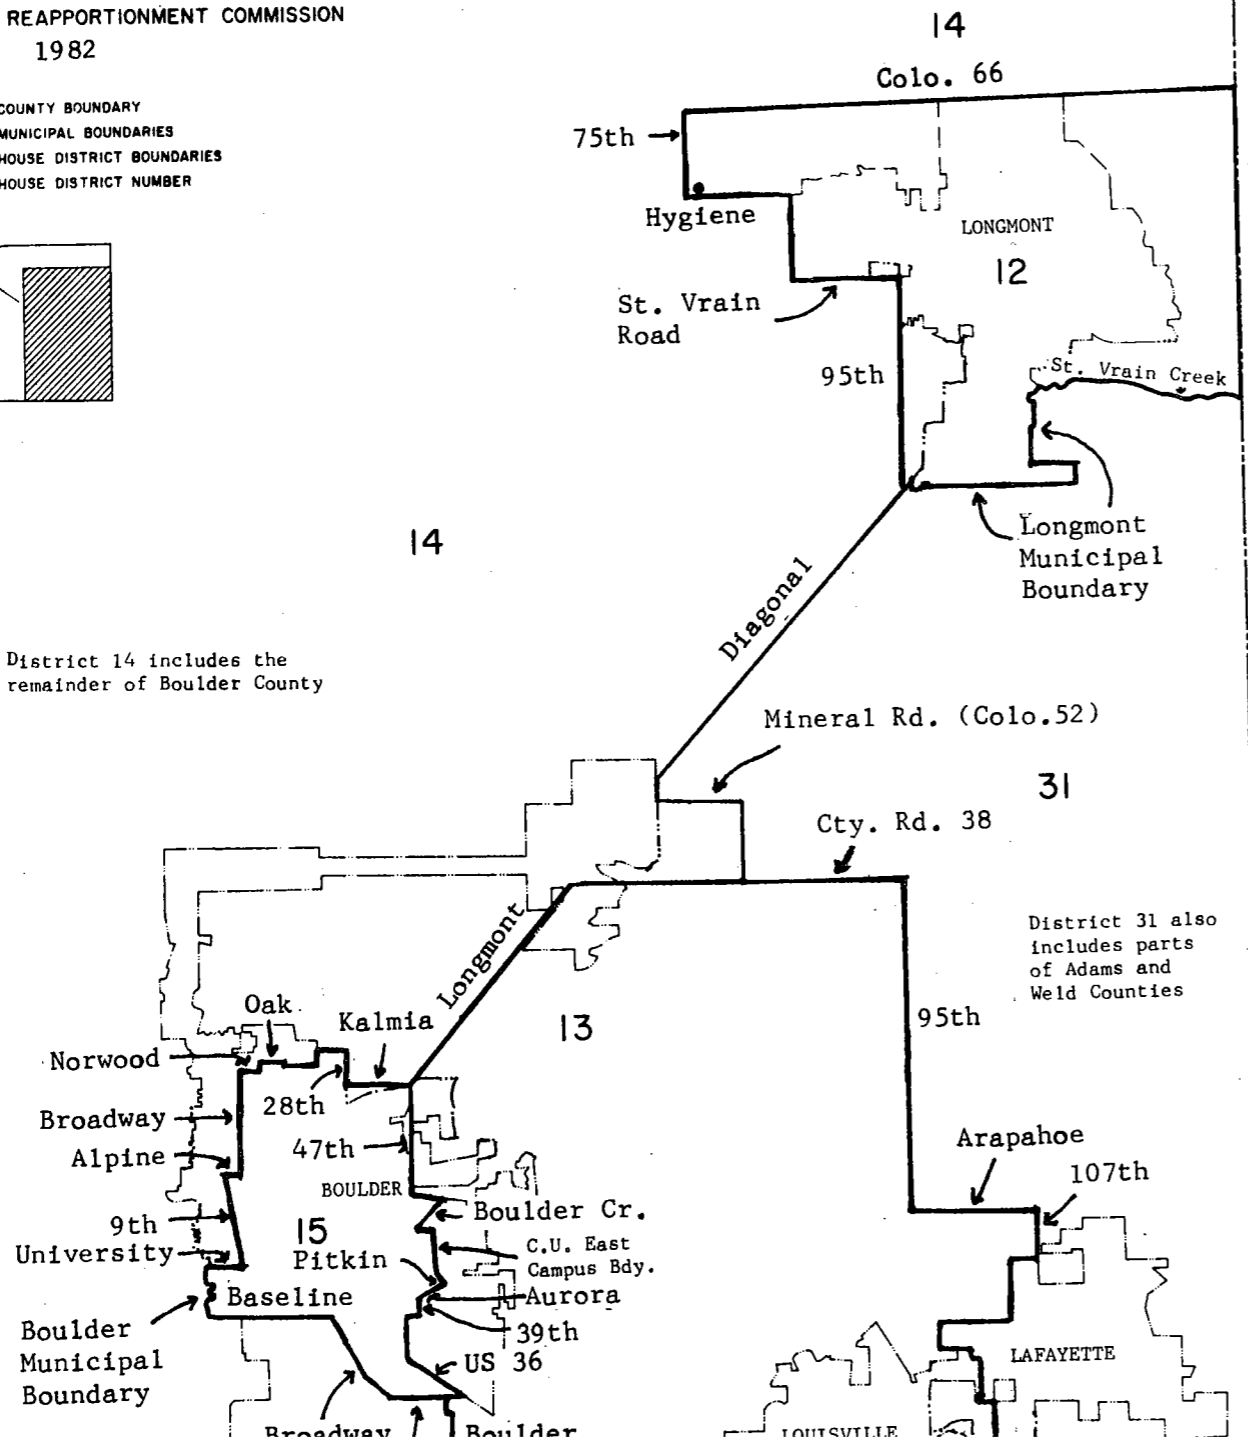 REAPPORTIONMENT COMMISSION
1982
COUNTY BOUNDARY
MUNICIPAL BOUNDARIES
HOUSE DISTRICT BOUNDARIES
HOUSE DISTRICT NUMBER
14
Colo. 66
75th
Hygiene
LONGMONT
12
St. Vrain
Road
95th
St. Vrain Creek
Longmont
Municipal
Boundary
14
Diagonal
District 14 includes the
remainder of Boulder County
Mineral Rd. (Colo.52)
31
Cty. Rd. 38
Longmont
District 31 also
includes parts
of Adams and
Weld Counties
Oak
Kalmia
13
95th
Norwood
28th
Broadway
47th
Alpine
Arapahoe
107th
BOULDER
9th
15
Boulder Cr.
University
Pitkin
C.U. East
Campus Bdy.
Baseline
Aurora
39th
Boulder
Municipal
Boundary
US 36
LAFAYETTE
Broadway
Boulder
LOUISVILLE